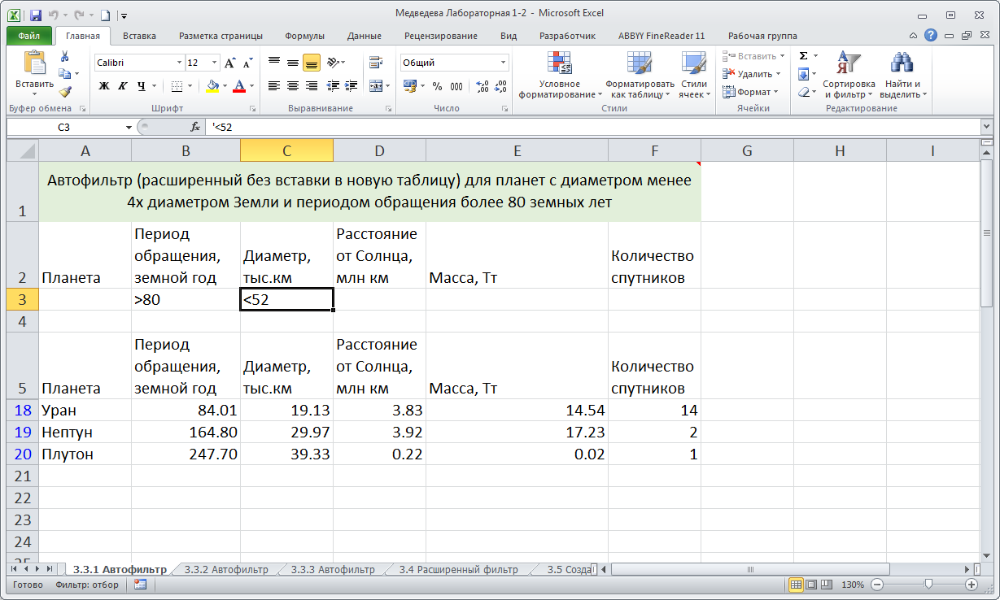 Медведева Лабораторная 1-2 - Microsoft Excel
Файл Главная Вставка Разметка страницы Формулы Данные Рецензирование Вид Разработчик ABBYY FineReader 11 Рабочая группа
Вставить
Буфер обмена
Calibri 12
Ж К Ч
Шрифт
Выравнивание
Общий
% 000 ,00 ,00
Число
Условное форматирование
Форматировать как таблицу
Стили ячеек
Стили
Вставить
Удалить
Формат
Ячейки
Σ
Сортировка и фильтр
Найти и выделить
Редактирование
C3 fx '<52
A B C D E F G H I
1 Автофильтр (расширенный без вставки в новую таблицу) для планет с диаметром менее
4х диаметром Земли и периодом обращения более 80 земных лет
2 Планета Период обращения, земной год Диаметр, тыс.км Расстояние от Солнца, млн км Масса, Тт Количество спутников
3 >80 <52
4
5 Планета Период обращения, земной год Диаметр, тыс.км Расстояние от Солнца, млн км Масса, Тт Количество спутников
18 Уран 84.01 19.13 3.83 14.54 14
19 Нептун 164.80 29.97 3.92 17.23 2
20 Плутон 247.70 39.33 0.22 0.02 1
21
22
23
24
25
3.3.1 Автофильтр 3.3.2 Автофильтр 3.3.3 Автофильтр 3.4 Расширенный фильтр 3.5 Созда
Готово Фильтр: отбор 130%